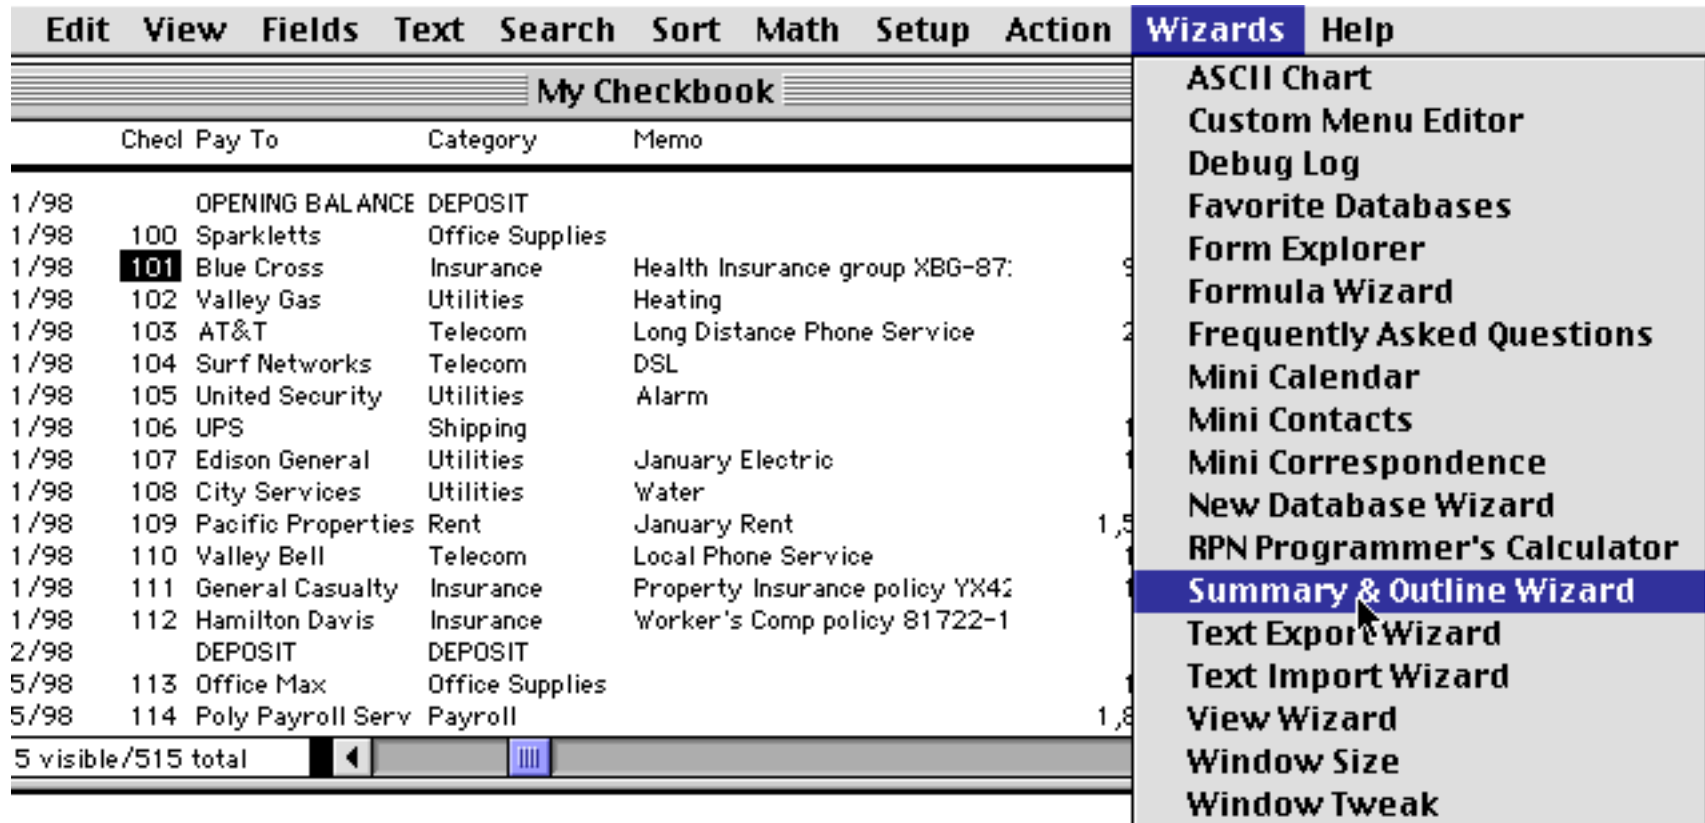 Edit View Fields Text Search Sort Math Setup Action Wizards Help
My Checkbook
Pay To Category Memo
1/98 OPENING BALANCE DEPOSIT
1/98 100 Sparkletts Office Supplies
1/98 101 Blue Cross Insurance Health Insurance group XBG-87
1/98 102 Valley Gas Utilities Heating
1/98 103 AT&T Telecom Long Distance Phone Service
1/98 104 Surf Networks Telecom DSL
1/98 105 United Security Utilities Alarm
1/98 106 UPS Shipping
1/98 107 Edison General Utilities January Electric
1/98 108 City Services Utilities Water
1/98 109 Pacific Properties Rent January Rent 1,5
1/98 110 Valley Bell Telecom Local Phone Service
1/98 111 General Casualty Insurance Property Insurance policy YX42
1/98 112 Hamilton Davis Insurance Worker's Comp policy 81722-1
2/98 DEPOSIT DEPOSIT
5/98 113 Office Max Office Supplies
5/98 114 Poly Payroll Serv Payroll 1,8
5 visible/515 total
ASCII Chart
Custom Menu Editor
Debug Log
Favorite Databases
Form Explorer
Formula Wizard
Frequently Asked Questions
Mini Calendar
Mini Contacts
Mini Correspondence
New Database Wizard
RPN Programmer's Calculator
Summary & Outline Wizard
Text Export Wizard
Text Import Wizard
View Wizard
Window Size
Window Tweak